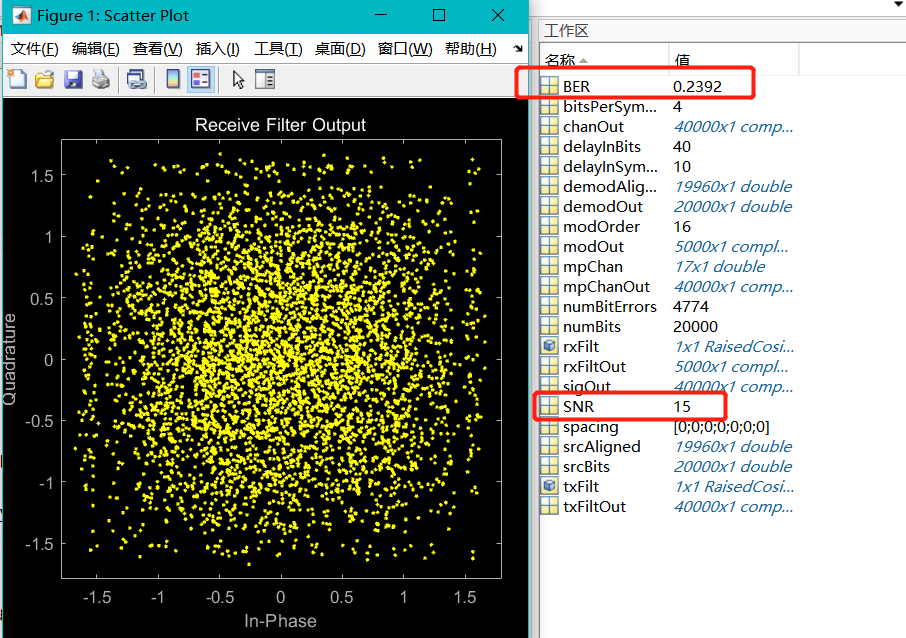 Figure 1: Scatter Plot
文件(F) 编辑(E) 查看(V) 插入(I) 工具(T) 桌面(D) 窗口(W) 帮助(H)
Receive Filter Output
1.5
1
0.5
0
-0.5
-1
-1.5
Quadrature
-1.5 -1 -0.5 0 0.5 1 1.5
In-Phase
工作区
名称 值
BER 0.2392
bitsPerSym... 4
chanOut 40000x1 comp...
delayInBits 40
delayInSym... 10
demodAlig... 19960x1 double
demodOut 20000x1 double
modOrder 16
modOut 5000x1 compl...
mpChan 17x1 double
mpChanOut 40000x1 comp...
numBitErrors 4774
numBits 20000
rxFilt 1x1 RaisedCosi...
rxFiltOut 5000x1 compl...
sigOut 40000x1 comp...
SNR 15
spacing [0;0;0;0;0;0;0]
srcAligned 19960x1 double
srcBits 20000x1 double
txFilt 1x1 RaisedCosi...
txFiltOut 40000x1 comp...